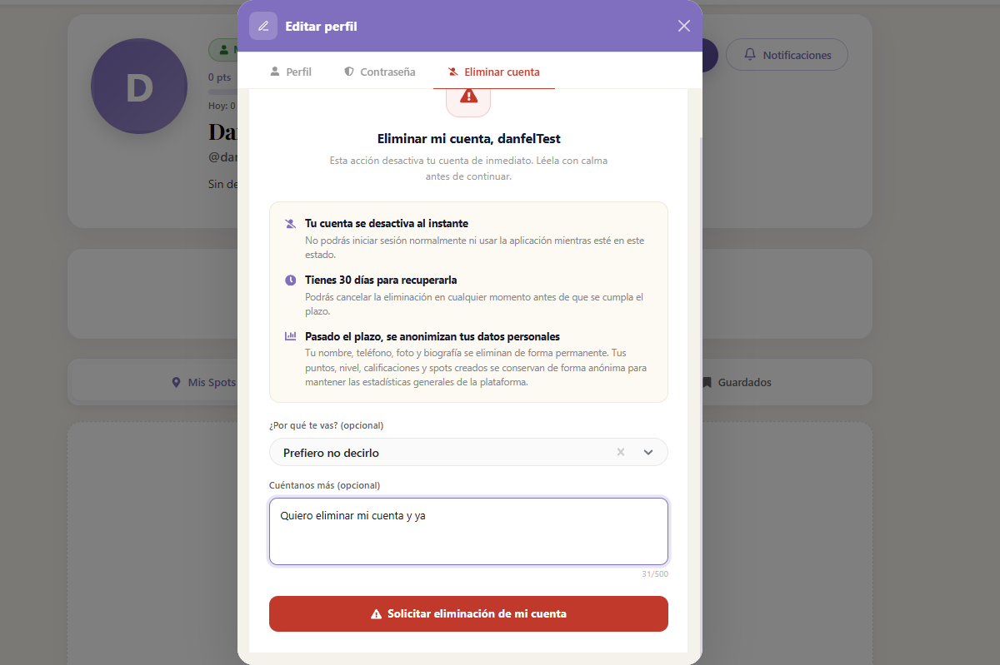 Editar perfil
Perfil
Contraseña
Eliminar cuenta
Notificaciones
D
0 pts
Hoy: 0
Eliminar mi cuenta, danfelTest
Esta acción desactiva tu cuenta de inmediato. Léela con calma
antes de continuar.
Tu cuenta se desactiva al instante
No podrás iniciar sesión normalmente ni usar la aplicación mientras esté en este
estado.
Tienes 30 días para recuperarla
Podrás cancelar la eliminación en cualquier momento antes de que se cumpla el
plazo.
Pasado el plazo, se anonimizan tus datos personales
Tu nombre, teléfono, foto y biografía se eliminan de forma permanente. Tus
puntos, nivel, calificaciones y spots creados se conservan de forma anónima para
mantener las estadísticas generales de la plataforma.
Mis Spots
Guardados
¿Por qué te vas? (opcional)
Prefiero no decirlo
Cuéntanos más (opcional)
Quiero eliminar mi cuenta y ya
31/500
Solicitar eliminación de mi cuenta